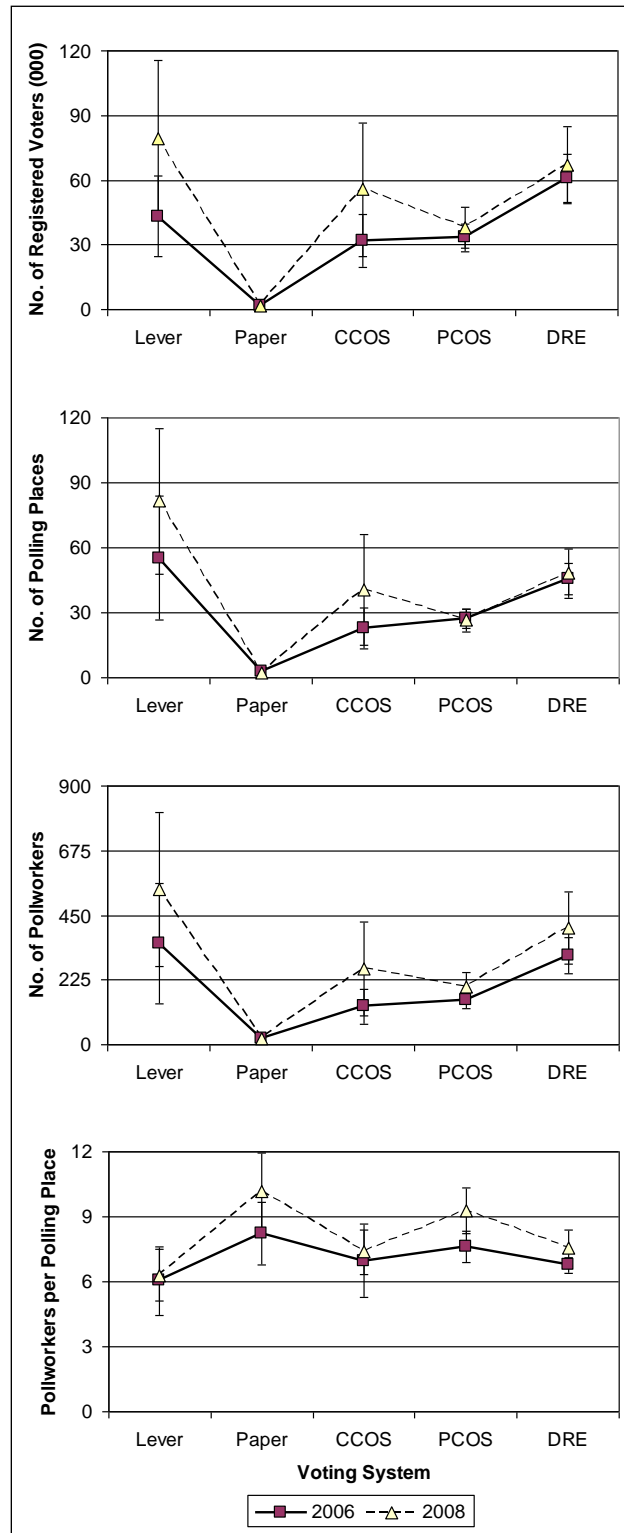 No. of Registered Voters (000)
120
90
60
30
0
Lever Paper CCOS PCOS DRE
No. of Polling Places
120
90
60
30
0
Lever Paper CCOS PCOS DRE
No. of Pollworkers
900
675
450
225
0
Lever Paper CCOS PCOS DRE
Pollworkers per Polling Place
12
9
6
3
0
Lever Paper CCOS PCOS DRE
Voting System
2006 2008